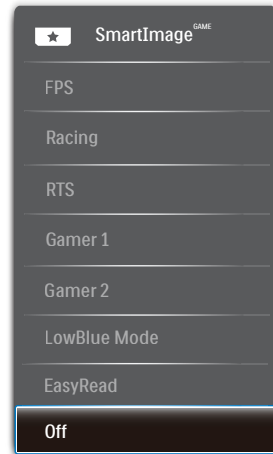 SmartImage GAME
FPS
Racing
RTS
Gamer 1
Gamer 2
LowBlue Mode
EasyRead
Off